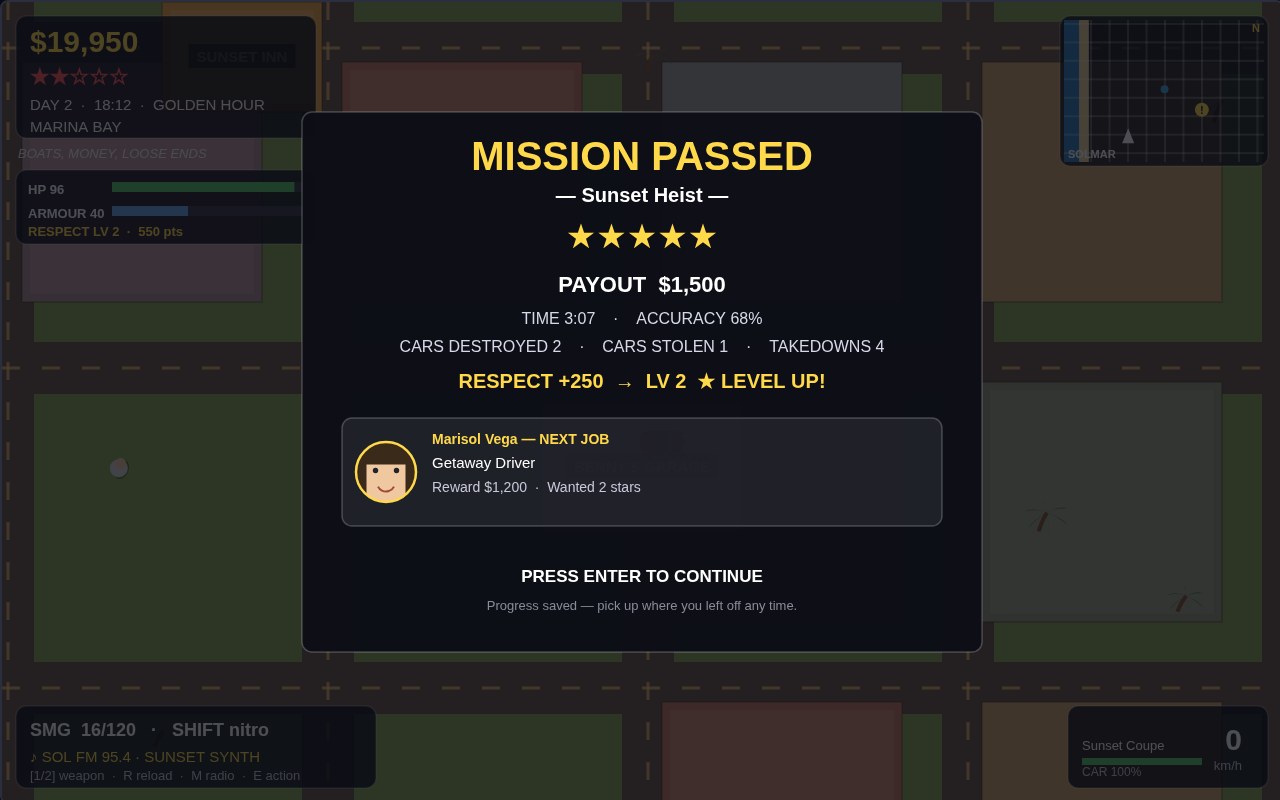 $19,950
SUNSET INN
★★☆☆☆
DAY 2 · 18:12 · GOLDEN HOUR
MARINA BAY
BOATS, MONEY, LOOSE ENDS
HP 96
ARMOUR 40
RESPECT LV 2 · 550 pts
N
!
SOLMAR
MISSION PASSED
— Sunset Heist —
★★★★★
PAYOUT $1,500
TIME 3:07 · ACCURACY 68%
CARS DESTROYED 2 · CARS STOLEN 1 · TAKEDOWNS 4
RESPECT +250 → LV 2 ★ LEVEL UP!
Marisol Vega — NEXT JOB
Getaway Driver
Reward $1,200 · Wanted 2 stars
PRESS ENTER TO CONTINUE
Progress saved — pick up where you left off any time.
SMG 16/120 · SHIFT nitro
♪ SOL FM 95.4 · SUNSET SYNTH
[1/2] weapon · R reload · M radio · E action
Sunset Coupe
0
km/h
CAR 100%